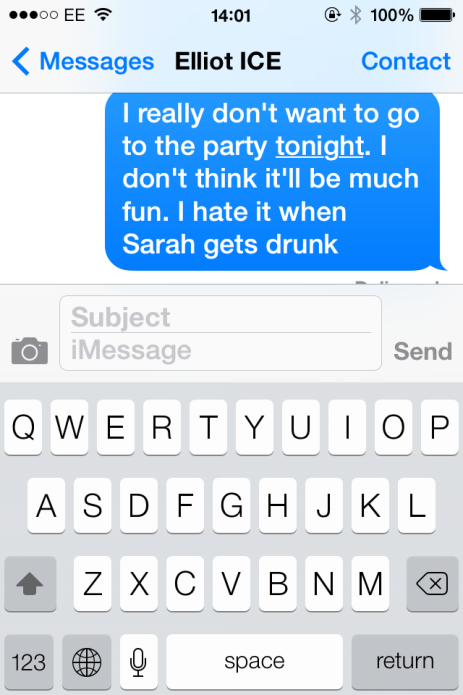 EE 14:01 100%
Messages Elliot ICE Contact
I really don't want to go
to the party tonight. I
don't think it'll be much
fun. I hate it when
Sarah gets drunk
Subject
iMessage
Send
Q W E R T Y U I O P
A S D F G H J K L
Z X C V B N M
123 space return